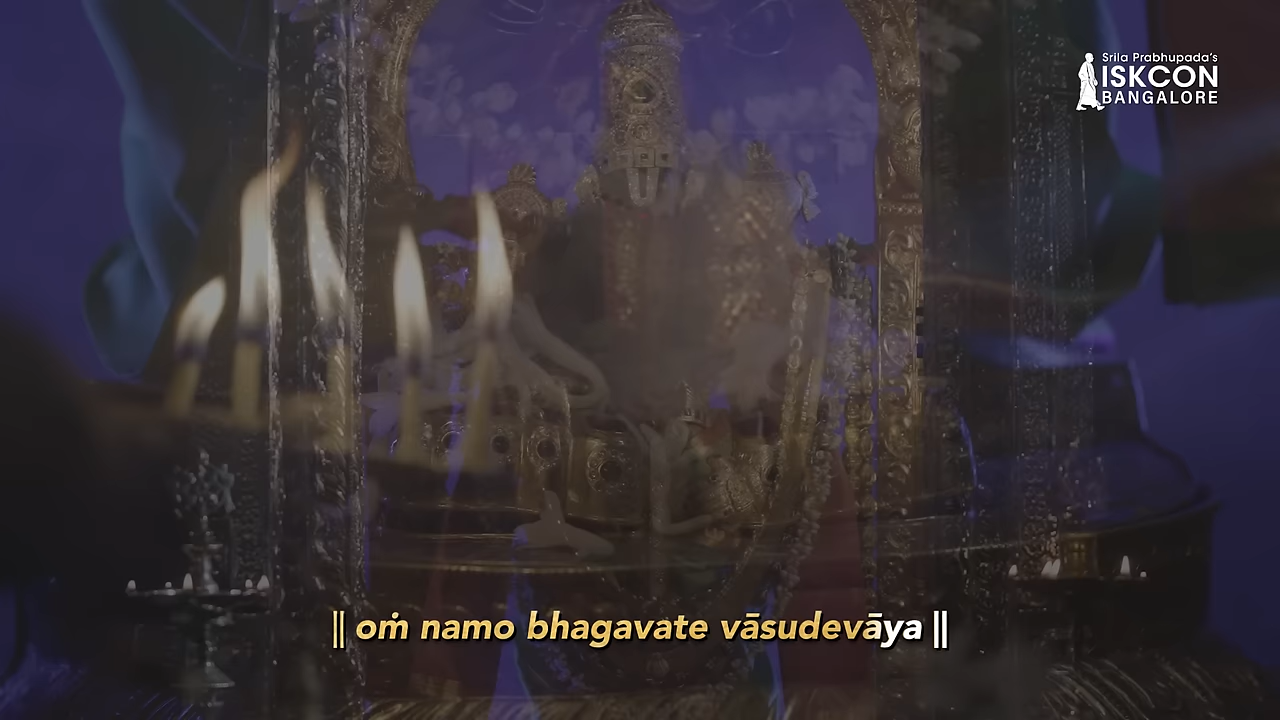 Srila Prabhupada's
ISKCON
BANGALORE
|| oṁ namo bhagavate vāsudevāya ||